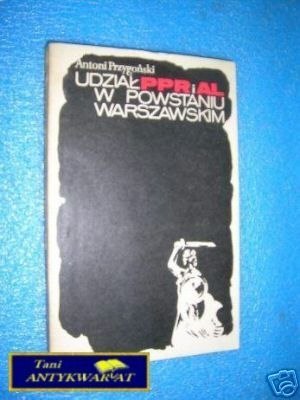 Antoni Przygoński
UDZIAŁ PPR i AL
W POWSTANIU
WARSZAWSKIM
Tani
ANTYKWARIAT